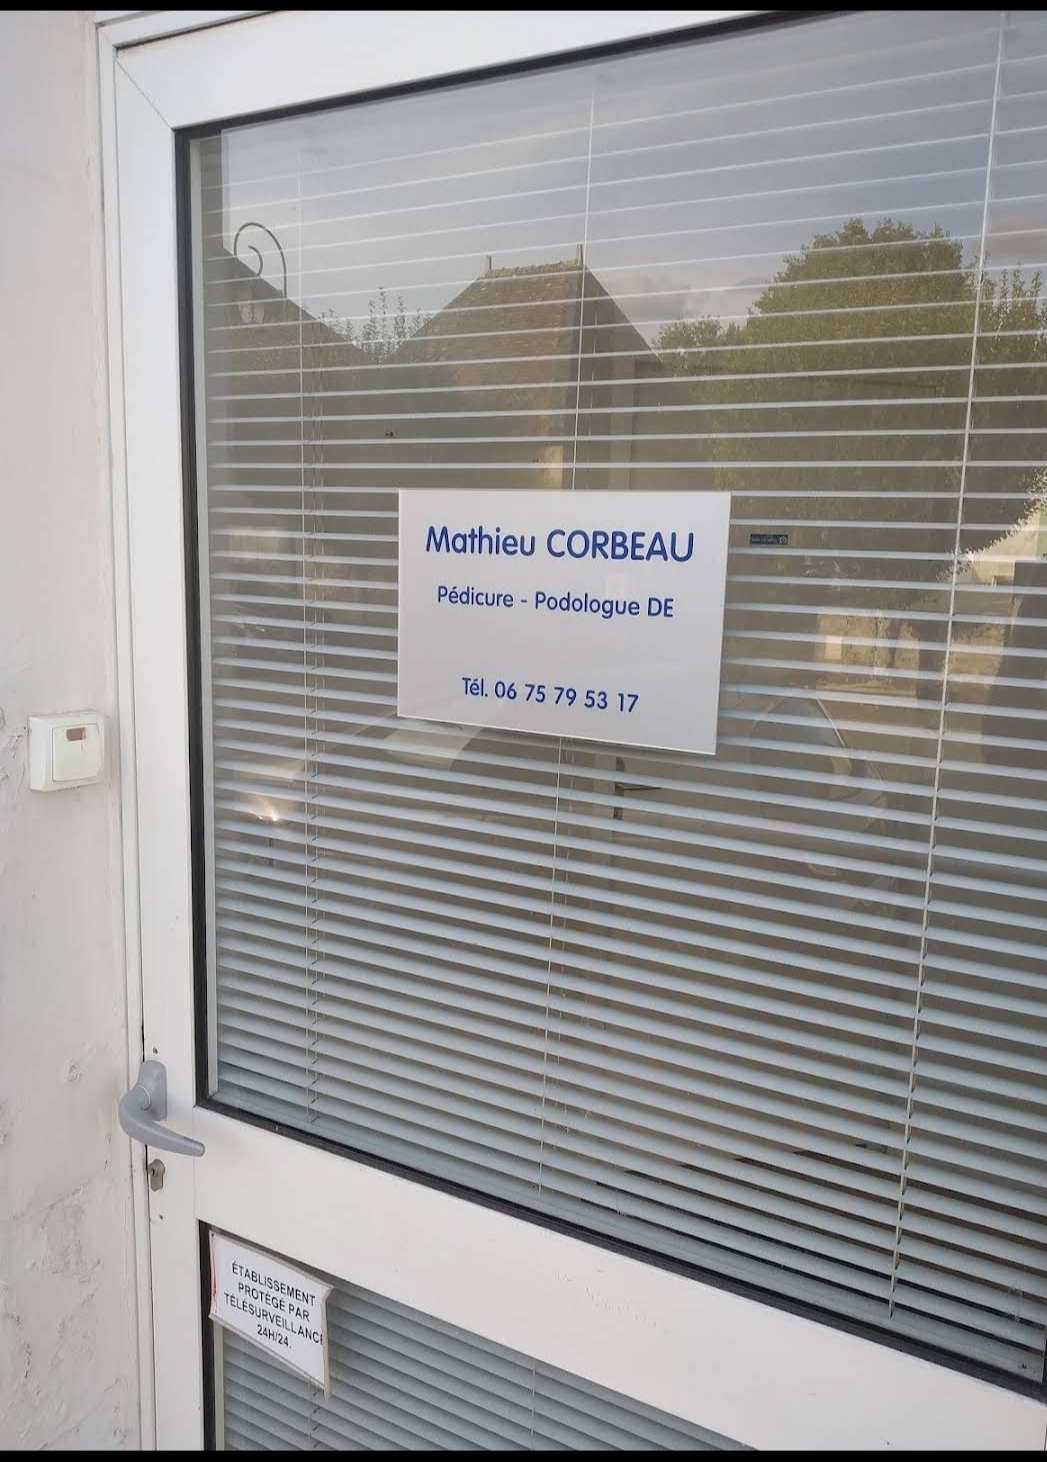 Mathieu CORBEAU
Pédicure - Podologue DE
Tél. 06 75 79 53 17
ÉTABLISSEMENT
PROTÉGÉ PAR
TÉLÉSURVEILLANCE
24H/24.